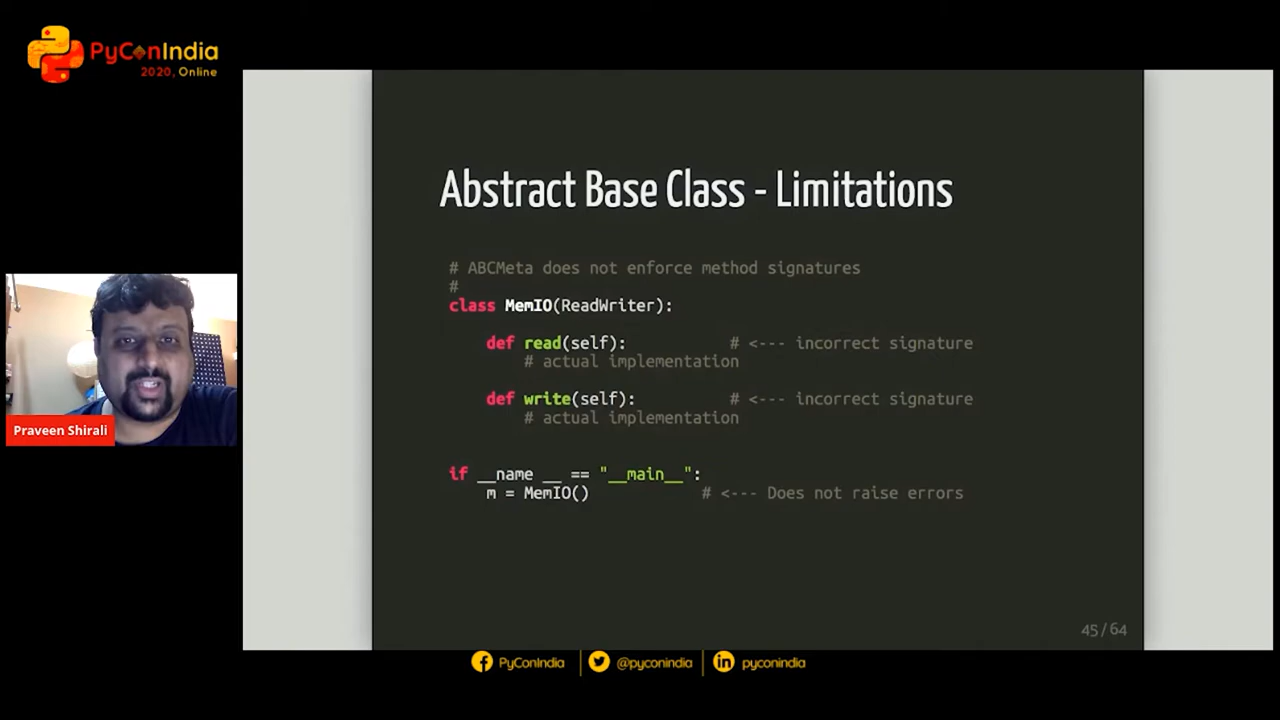 PyConIndia
2020, Online
Abstract Base Class - Limitations
# ABCMeta does not enforce method signatures
#
class MemIO(ReadWriter):
def read(self): # <--- incorrect signature
# actual implementation
def write(self): # <--- incorrect signature
# actual implementation
if __name __ == "__main__":
m = MemIO() # <--- Does not raise errors
45/64
Praveen Shirali
PyConIndia
@pyconindia
pyconindia